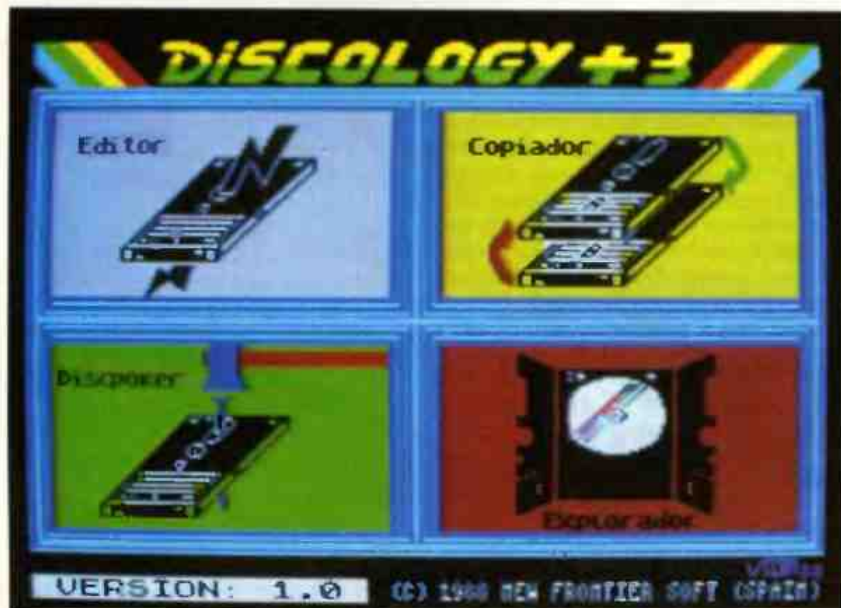 DiSCOLOGY +3
Editor
Copiador
Discpoker
Explorador
VERSION: 1.0
(C) 1988 NEW FRONTIER SOFT (SPAIN)